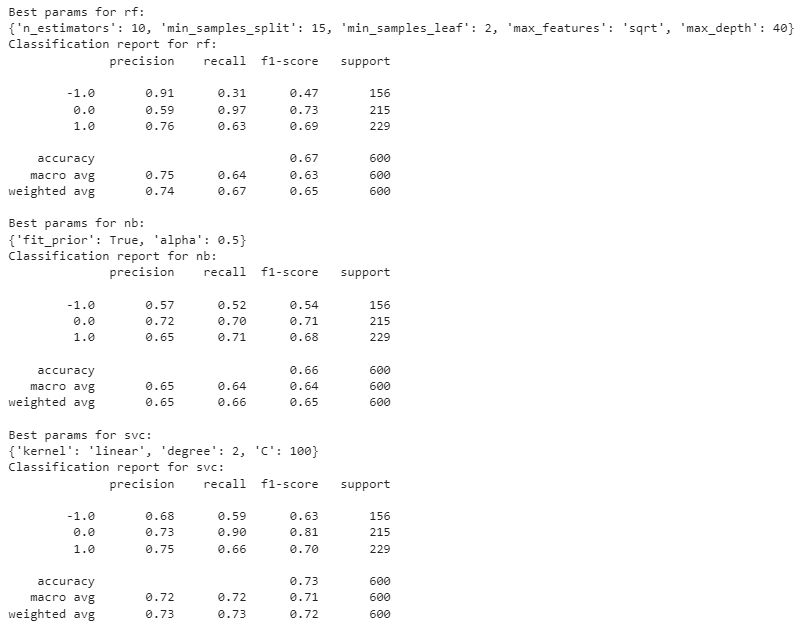 Best params for rf:
{'n_estimators': 10, 'min_samples_split': 15, 'min_samples_leaf': 2, 'max_features': 'sqrt', 'max_depth': 40}
Classification report for rf:
precision recall f1-score support
-1.0 0.91 0.31 0.47 156
0.0 0.59 0.97 0.73 215
1.0 0.76 0.63 0.69 229
accuracy 0.67 600
macro avg 0.75 0.64 0.63 600
weighted avg 0.74 0.67 0.65 600
Best params for nb:
{'fit_prior': True, 'alpha': 0.5}
Classification report for nb:
precision recall f1-score support
-1.0 0.57 0.52 0.54 156
0.0 0.72 0.70 0.71 215
1.0 0.65 0.71 0.68 229
accuracy 0.66 600
macro avg 0.65 0.64 0.64 600
weighted avg 0.65 0.66 0.65 600
Best params for svc:
{'kernel': 'linear', 'degree': 2, 'C': 100}
Classification report for svc:
precision recall f1-score support
-1.0 0.68 0.59 0.63 156
0.0 0.73 0.90 0.81 215
1.0 0.75 0.66 0.70 229
accuracy 0.73 600
macro avg 0.72 0.72 0.71 600
weighted avg 0.73 0.73 0.72 600